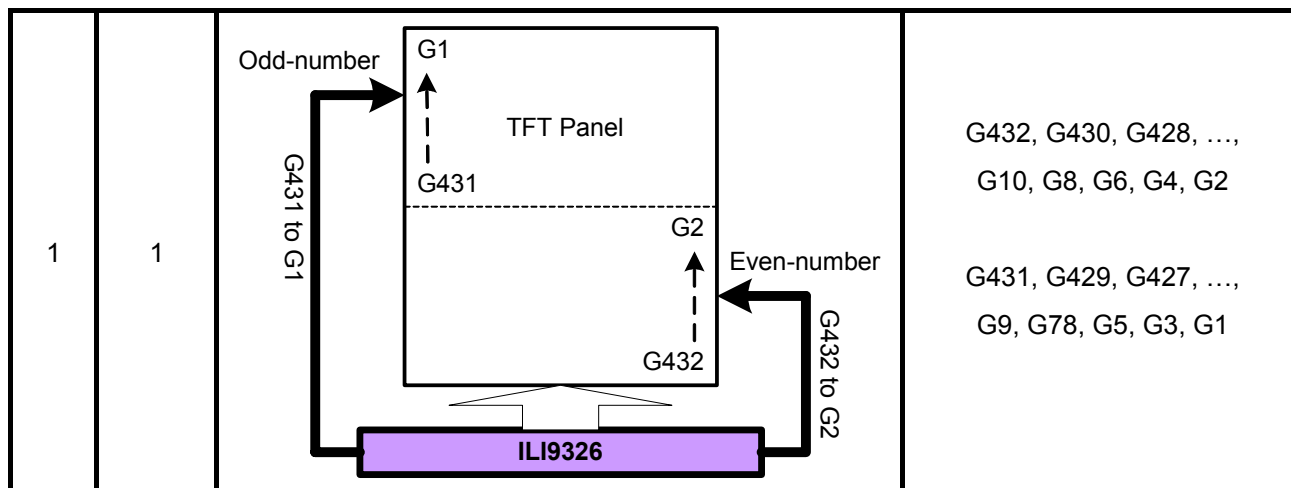 1
1
Odd-number
G431 to G1
G1
TFT Panel
G431
G2
Even-number
G432 to G2
G432
ILI9326
G432, G430, G428, …,
G10, G8, G6, G4, G2
G431, G429, G427, …,
G9, G78, G5, G3, G1